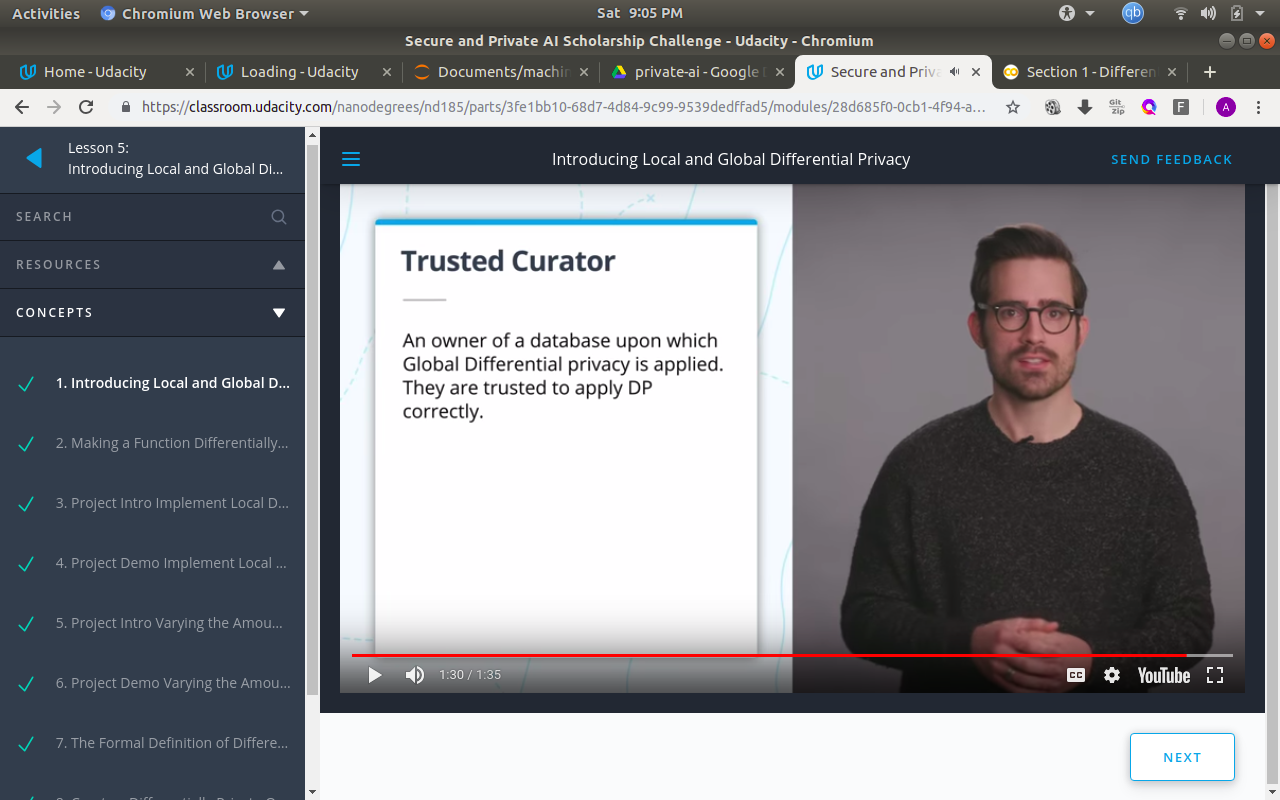 Activities
Chromium Web Browser
Sat 9:05 PM
qb
Secure and Private AI Scholarship Challenge - Udacity - Chromium
Home - Udacity
Loading - Udacity
Documents/machin
private-ai - Google D
Secure and Priva
Section 1 - Differen
https://classroom.udacity.com/nanodegrees/nd185/parts/3fe1bb10-68d7-4d84-9c99-9539dedffad5/modules/28d685f0-0cb1-4f94-a...
Git
Zip
F
A
Lesson 5:
Introducing Local and Global Di...
Introducing Local and Global Differential Privacy
SEND FEEDBACK
SEARCH
RESOURCES
CONCEPTS
1. Introducing Local and Global D...
2. Making a Function Differentially...
3. Project Intro Implement Local D...
4. Project Demo Implement Local ...
5. Project Intro Varying the Amou...
6. Project Demo Varying the Amou...
7. The Formal Definition of Differe...
Trusted Curator
An owner of a database upon which
Global Differential privacy is applied.
They are trusted to apply DP
correctly.
1:30 / 1:35
CC
YouTube
NEXT